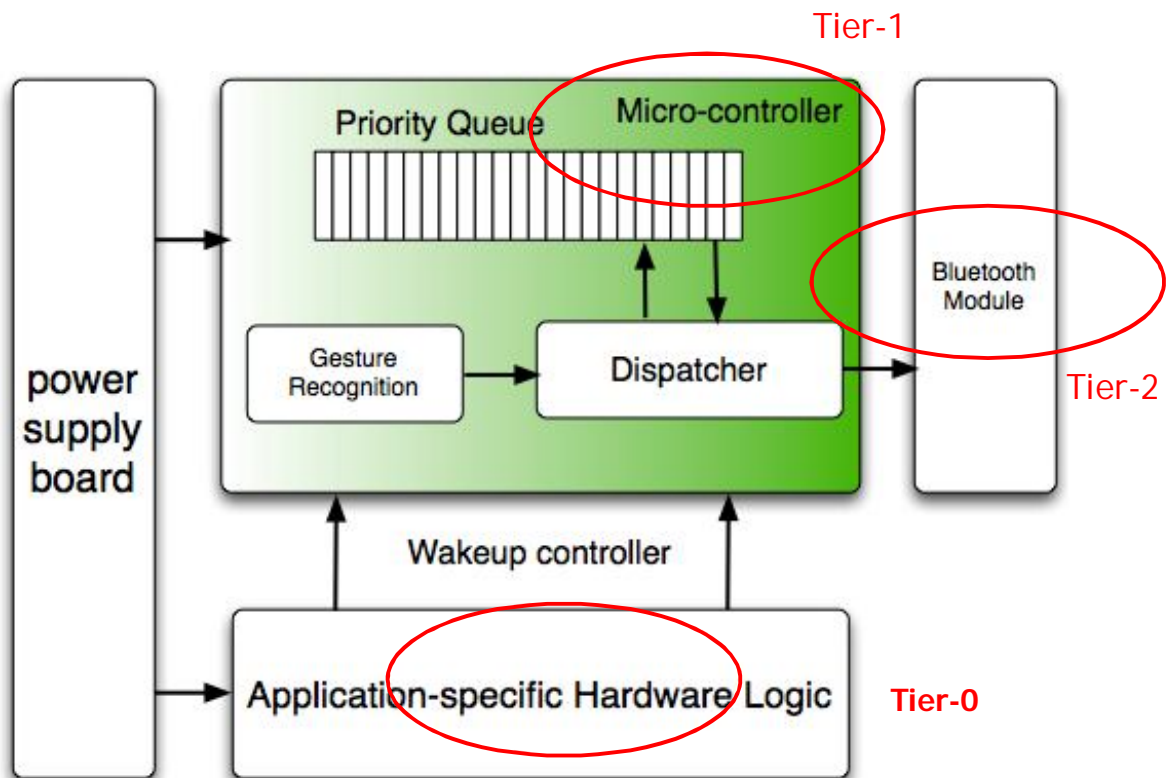 Tier-1
Priority Queue
Micro-controller
Bluetooth
Module
Gesture
Recognition
Dispatcher
power
supply
board
Tier-2
Wakeup controller
Application-specific Hardware Logic
Tier-0